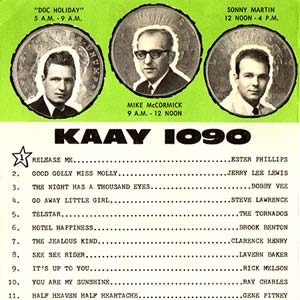 "DOC HOLIDAY"
5 A.M. - 9 A.M.
SONNY MARTIN
12 NOON - 4 P.M.
MIKE McCORMICK
9 A.M. - 12 NOON
KAAY 1090
1. RELEASE ME ESTER PHILLIPS
2. GOOD GOLLY MISS MOLLY JERRY LEE LEWIS
3. THE NIGHT HAS A THOUSAND EYES BOBBY VEE
4. GO AWAY LITTLE GIRL STEVE LAWRENCE
5. TELSTAR THE TORNADOS
6. HOTEL HAPPINESS BROOK BENTON
7. THE JEALOUS KIND CLARENCE HENRY
8. SEE SEE RIDER LAVERN BAKER
9. IT'S UP TO YOU RICK NELSON
10. YOU ARE MY SUNSHINE RAY CHARLES
11. HALF HEAVEN HALF HEARTACHE GENE PITNEY